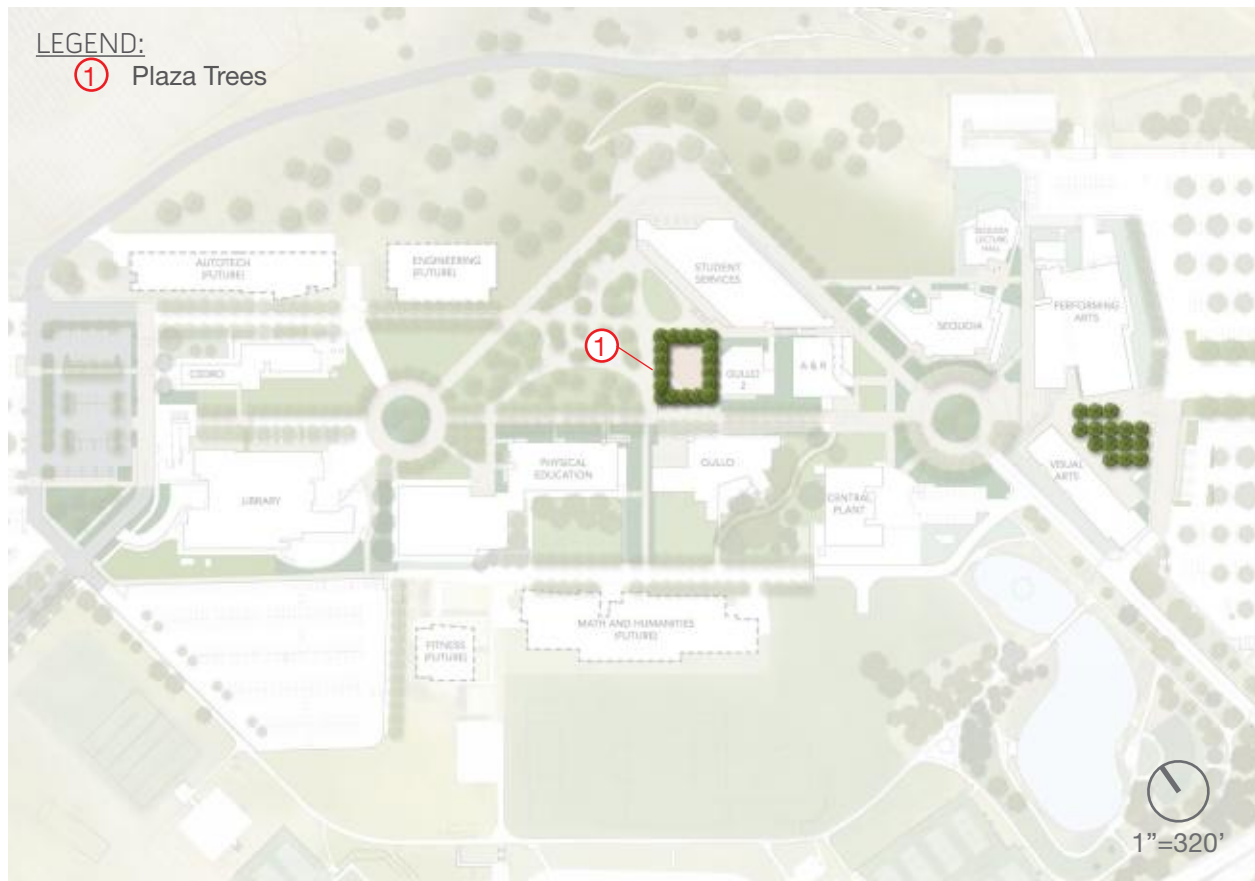 LEGEND:
1 Plaza Trees
AUTOTECH
(FUTURE)
ENGINEERING
(FUTURE)
STUDENT
SERVICES
SEQUOIA
LECTURE
HALL
PERFORMING
ARTS
SEQUOIA
1
CEDRO
GULLO
2
A & R
PHYSICAL
EDUCATION
GULLO
VISUAL
ARTS
LIBRARY
CENTRAL
PLANT
MATH AND HUMANITIES
(FUTURE)
FITNESS
(FUTURE)
1”=320’